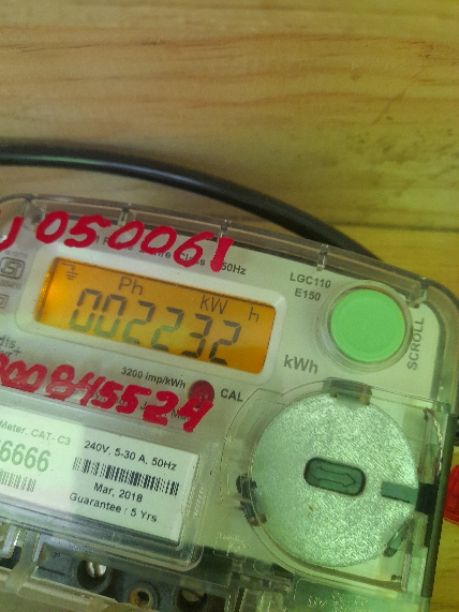 050061
50Hz
LGC110
E150
Ph kW h
002232
kWh
SCROLL
3200 imp/kWh
CAL
000845529
Meter. CAT- C3
6666
240V, 5-30 A, 50Hz
Mar, 2018
Guarantee : 5 Yrs